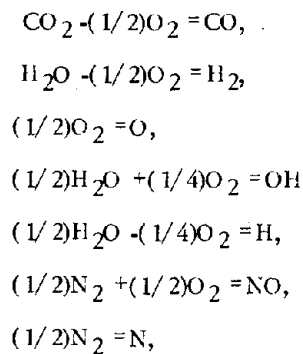 CO₂ -(1/2)O₂ =CO,
H₂O -(1/2)O₂ =H₂,
(1/2)O₂ =O,
(1/2)H₂O +(1/4)O₂ =OH
(1/2)H₂O -(1/4)O₂ =H,
(1/2)N₂ +(1/2)O₂ =NO,
(1/2)N₂ =N,